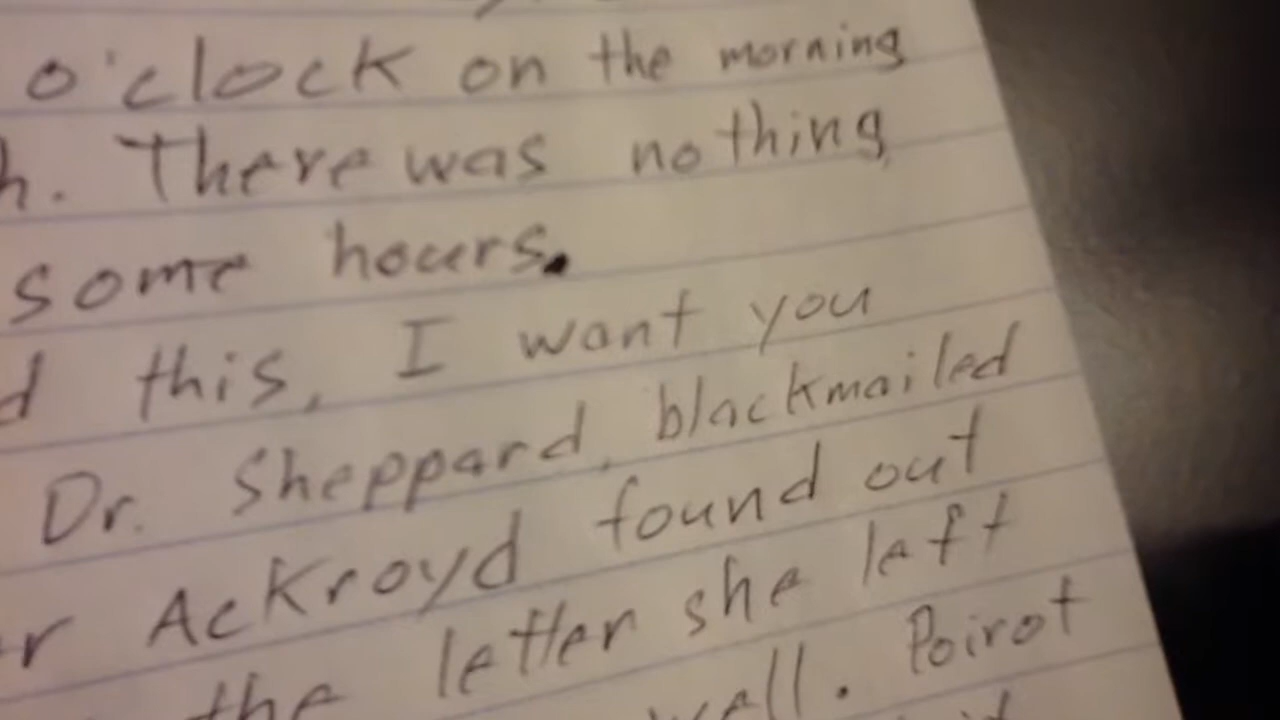 o'clock on the morning
h. There was nothing
some hours.
d this, I want you
Dr. Sheppard, blackmailed
r Ackroyd found out
the letter she left
well. Poirot